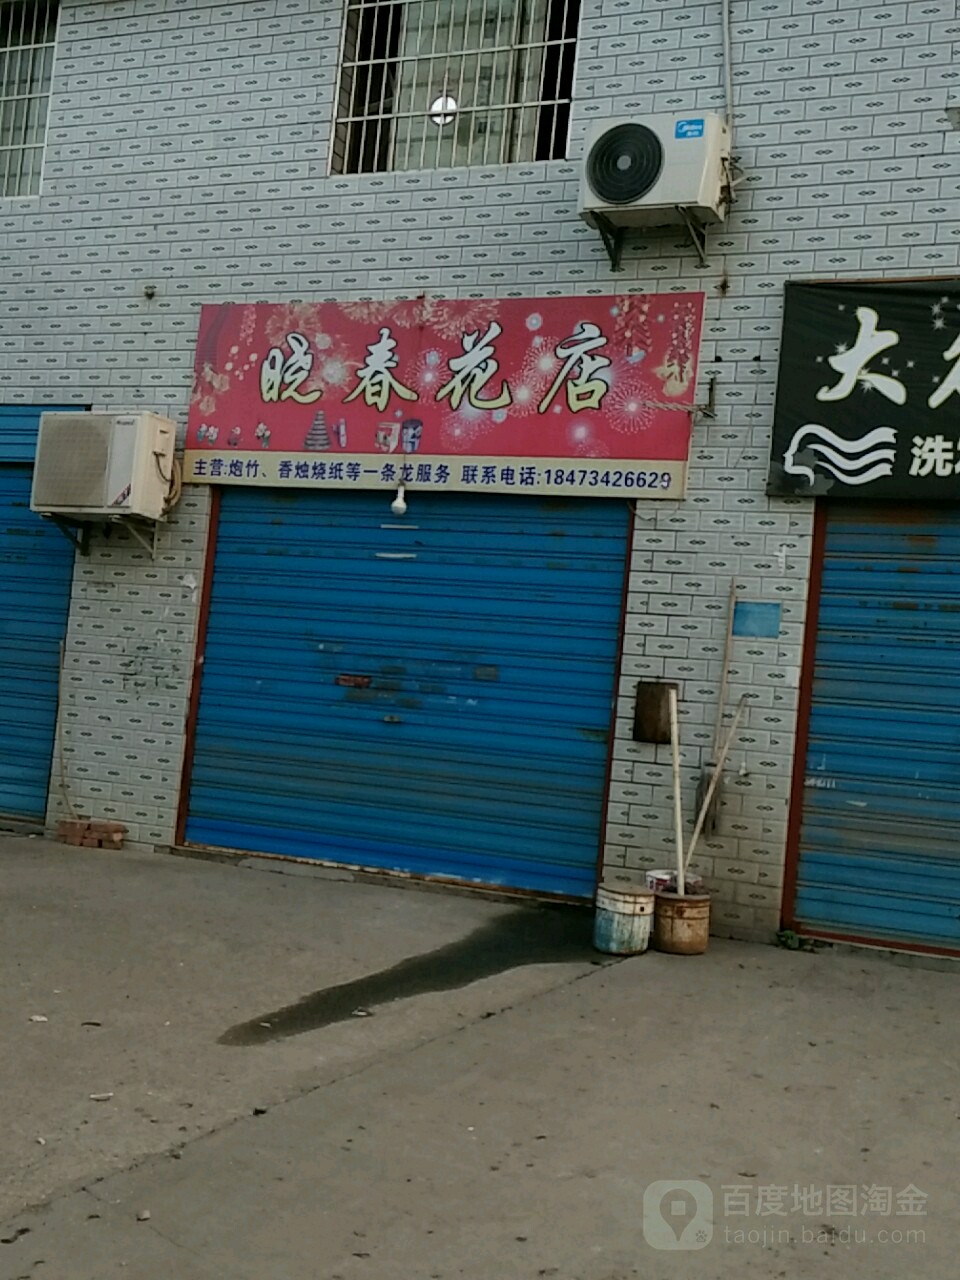 晓春花店
主营:炮竹、香烛烧纸等一条龙服务 联系电话:18473426629
大
洗
Midea
百度地图淘金
taojin.baidu.com